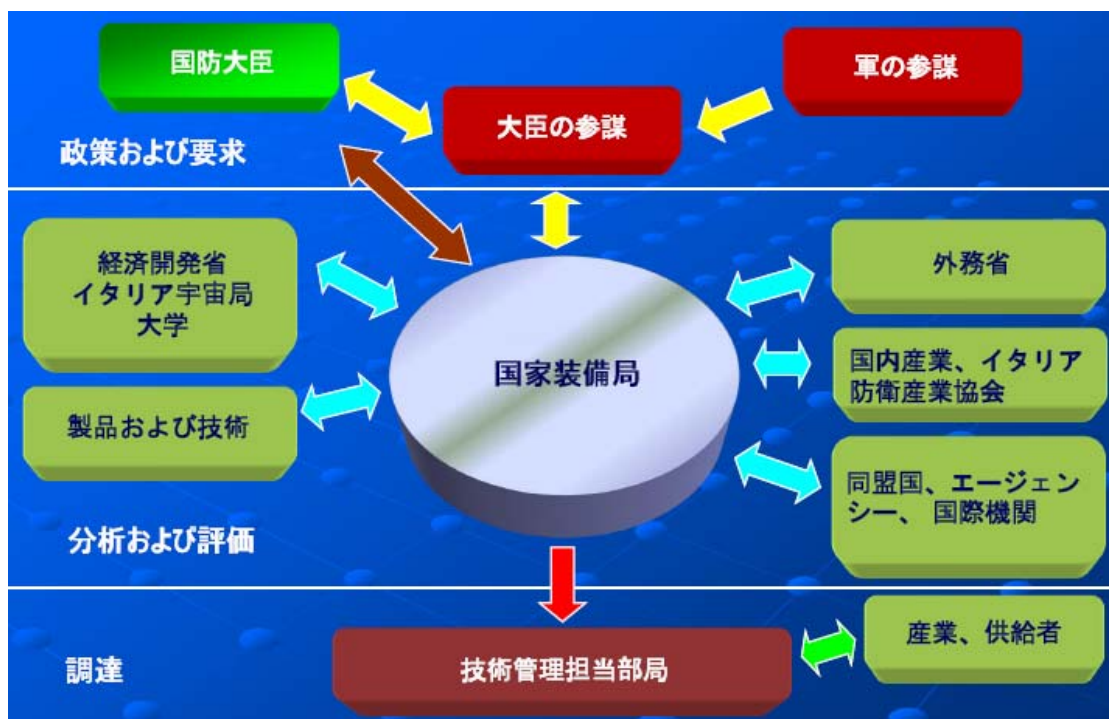 国防大臣
軍の参謀
大臣の参謀
政策および要求
経済開発省
イタリア宇宙局
大学
外務省
国家装備局
国内産業、イタリア
防衛産業協会
製品および技術
同盟国、エージェン
シー、国際機関
分析および評価
産業、供給者
調達
技術管理担当部局